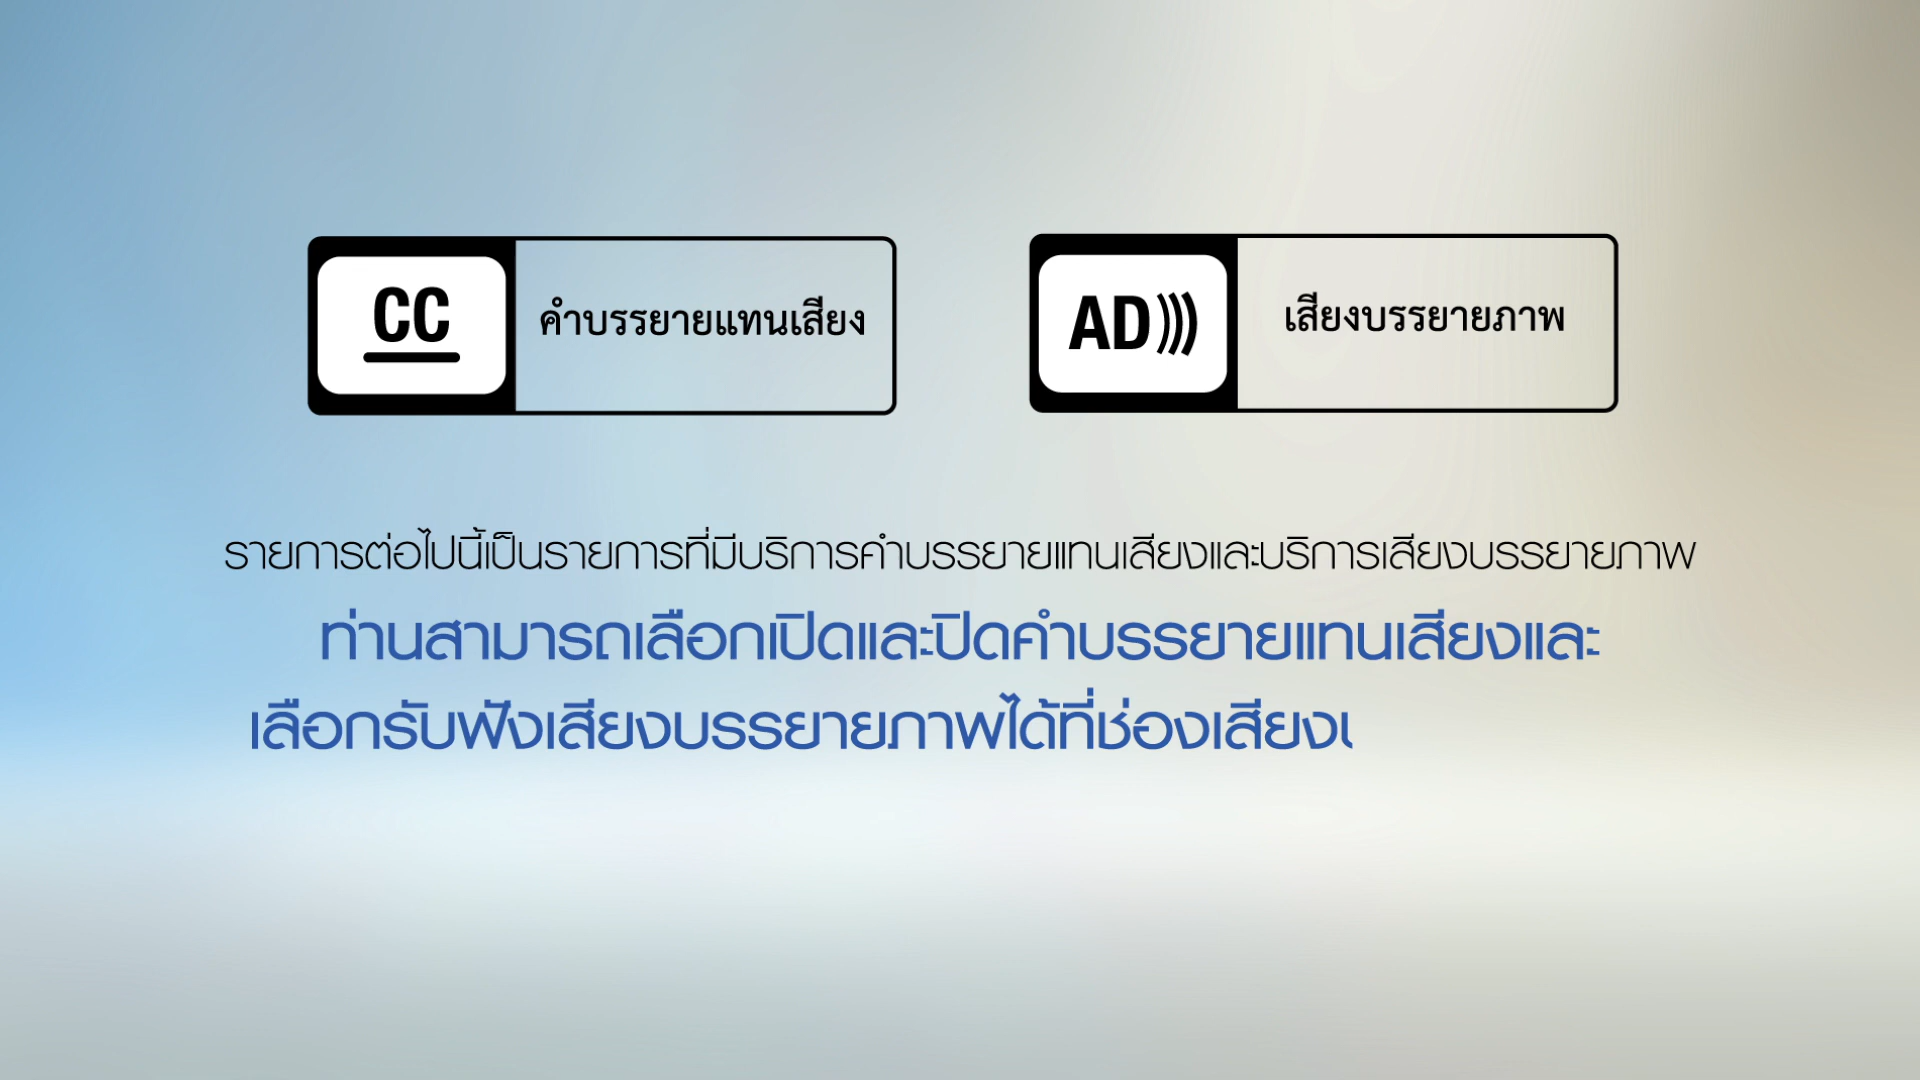 CC คำบรรยายแทนเสียง
AD))) เสียงบรรยายภาพ
รายการต่อไปนี้เป็นรายการที่มีบริการคำบรรยายแทนเสียงและบริการเสียงบรรยายภาพ
ท่านสามารถเลือกเปิดและปิดคำบรรยายแทนเสียงและ
เลือกรับฟังเสียงบรรยายภาพได้ที่ช่องเสียง